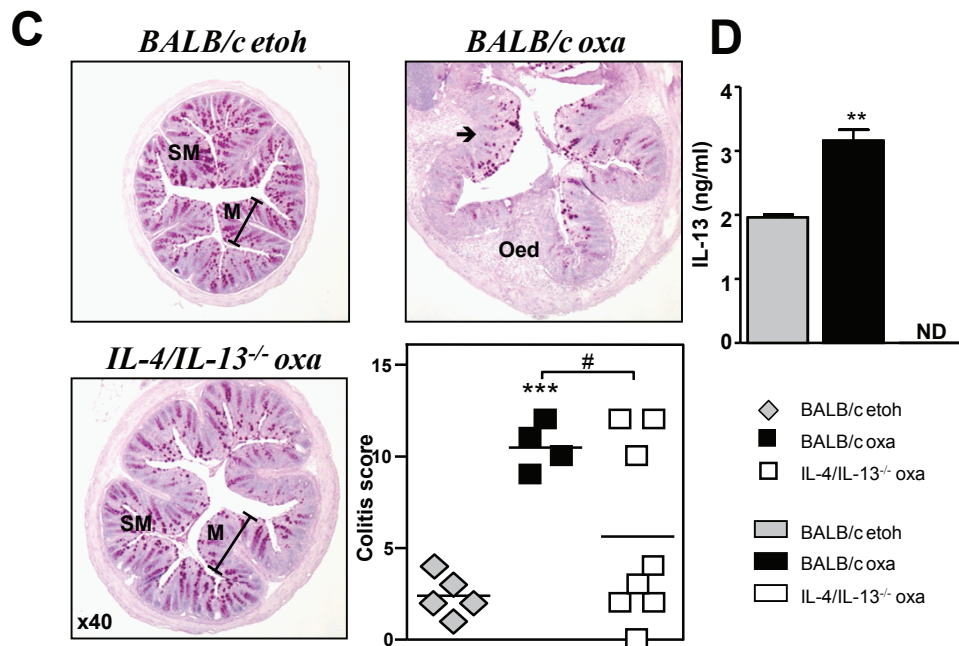 C
BALB/c etoh
BALB/c oxa
D
SM
M
Oed
➔
**
IL-13 (ng/ml)
4
3
2
1
0
ND
IL-4/IL-13-/- oxa
SM
M
x40
Colitis score
15
10
5
0
***
#
BALB/c etoh
BALB/c oxa
IL-4/IL-13-/- oxa
BALB/c etoh
BALB/c oxa
IL-4/IL-13-/- oxa